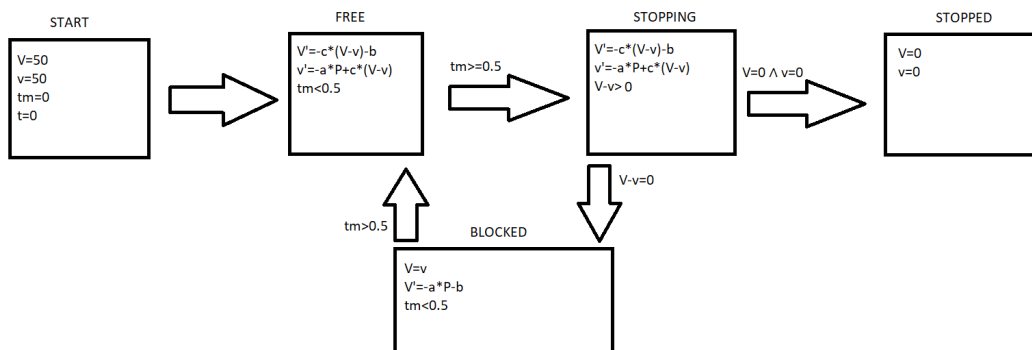 START
V=50
v=50
tm=0
t=0
FREE
V'=-c*(V-v)-b
v'=-a*P+c*(V-v)
tm<0.5
tm>=0.5
STOPPING
V'=-c*(V-v)-b
v'=-a*P+c*(V-v)
V-v> 0
V=0 Λ v=0
STOPPED
V=0
v=0
V-v=0
tm>0.5
BLOCKED
V=v
V'=-a*P-b
tm<0.5